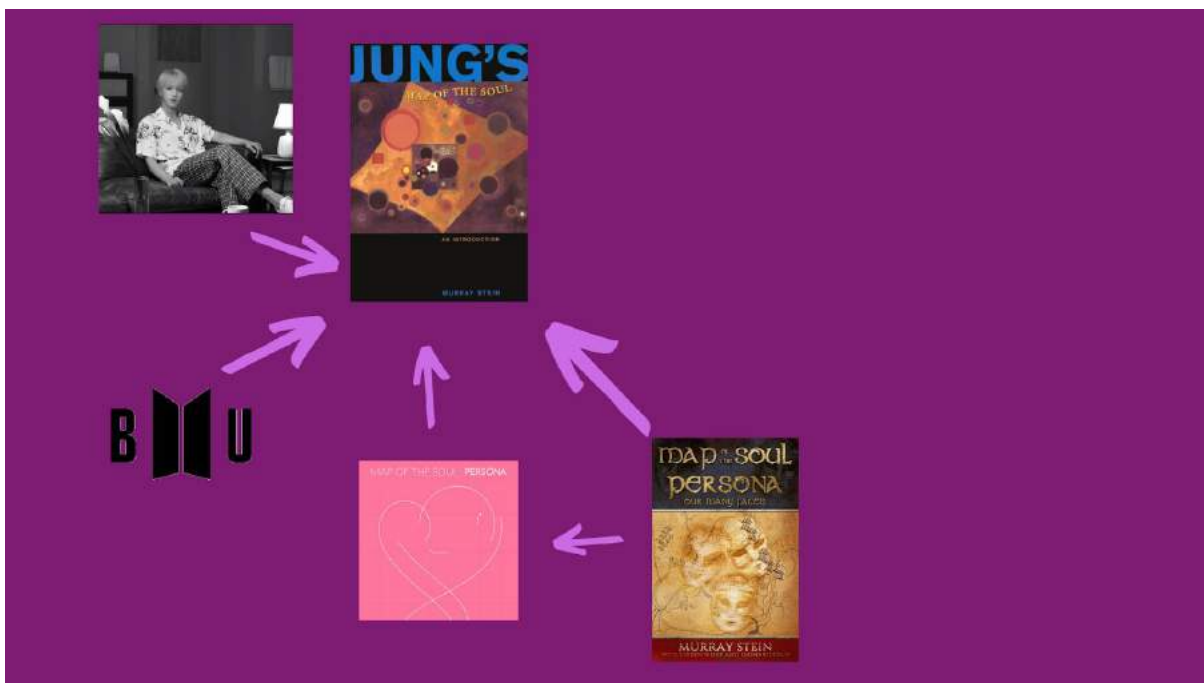 JUNG'S
MAP OF THE SOUL
AN INTRODUCTION
MURRAY STEIN
B U
MAP OF THE SOUL : PERSONA
MAP OF THE SOUL
PERSONA
OUR MANY FACES
MURRAY STEIN